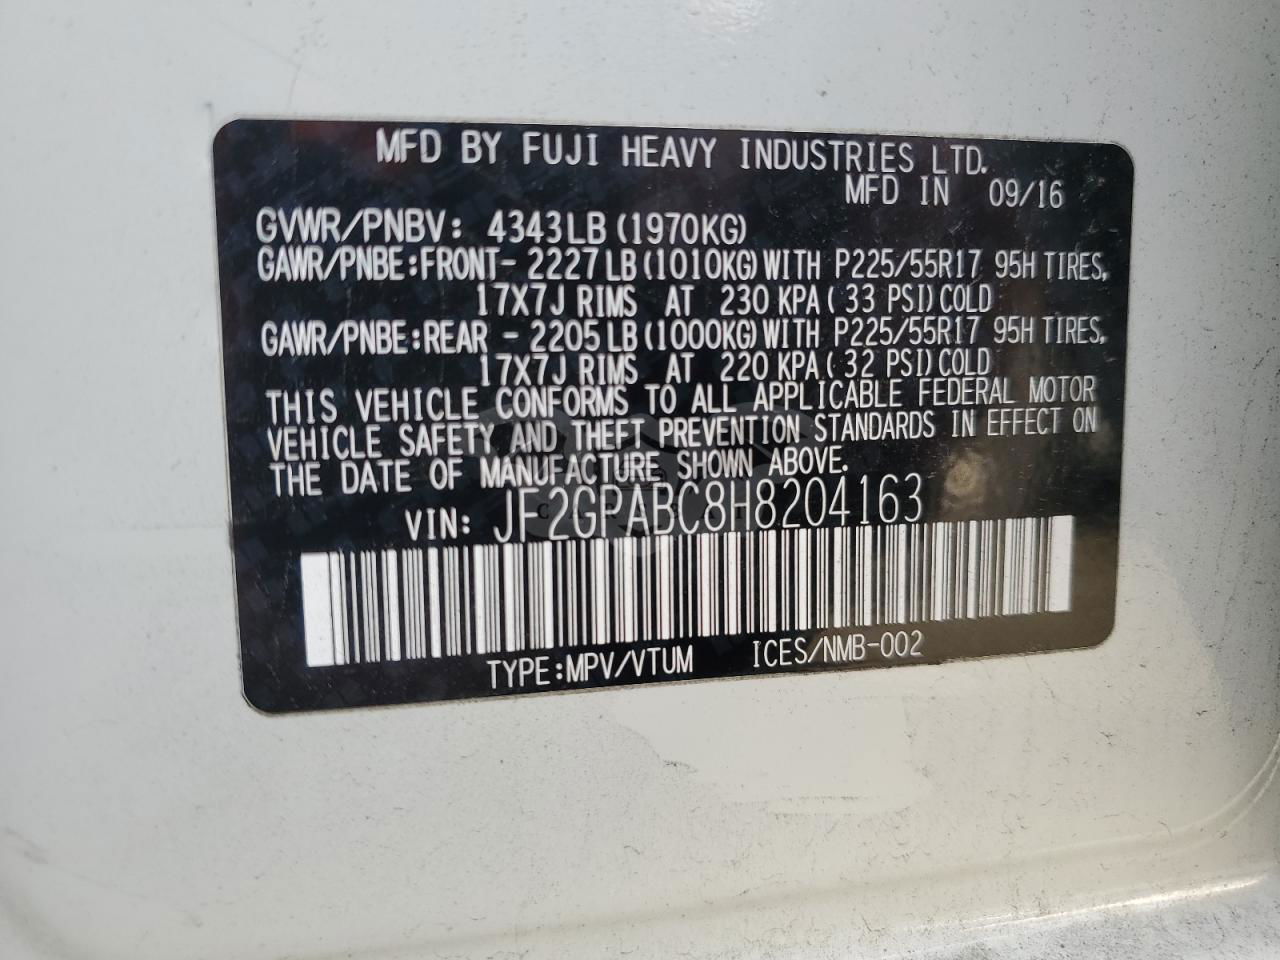 MFD BY FUJI HEAVY INDUSTRIES LTD.
MFD IN 09/16
GVWR/PNBV: 4343LB (1970KG)
GAWR/PNBE:FRONT- 2227LB(1010KG)WITH P225/55R17 95H TIRES,
17X7J RIMS AT 230 KPA( 33 PSI)COLD
GAWR/PNBE:REAR - 2205LB(1000KG)WITH P225/55R17 95H TIRES,
17X7J RIMS AT 220 KPA( 32 PSI)COLD
THIS VEHICLE CONFORMS TO ALL APPLICABLE FEDERAL MOTOR
VEHICLE SAFETY AND THEFT PREVENTION STANDARDS IN EFFECT ON
THE DATE OF MANUFACTURE SHOWN ABOVE.
VIN: JF2GPABC8H8204163
TYPE:MPV/VTUM ICES/NMB-002